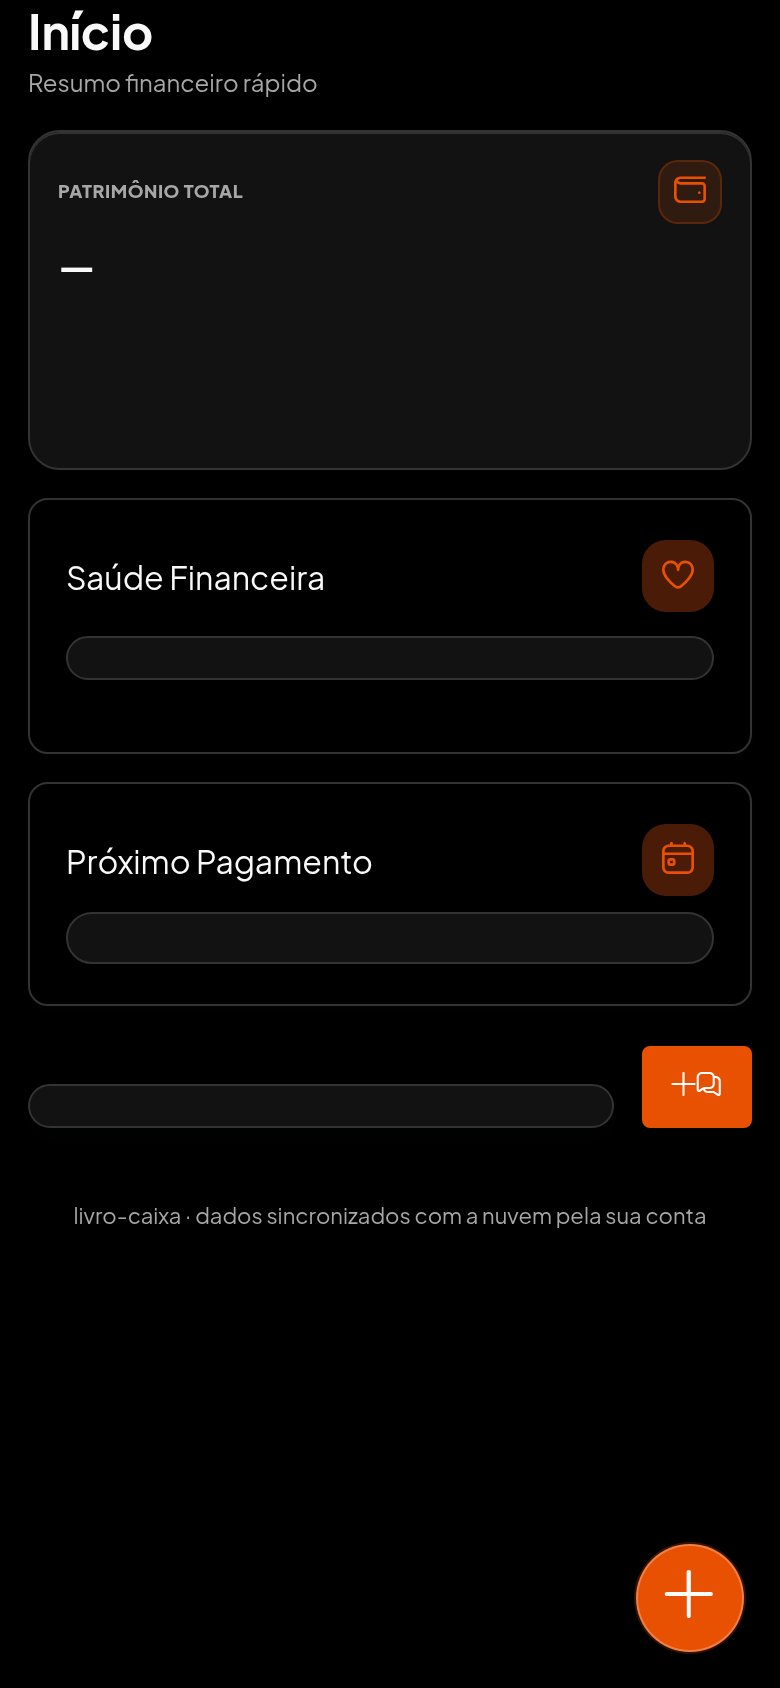 Início
Resumo financeiro rápido
PATRIMÔNIO TOTAL
—
Saúde Financeira
Próximo Pagamento
livro-caixa · dados sincronizados com a nuvem pela sua conta